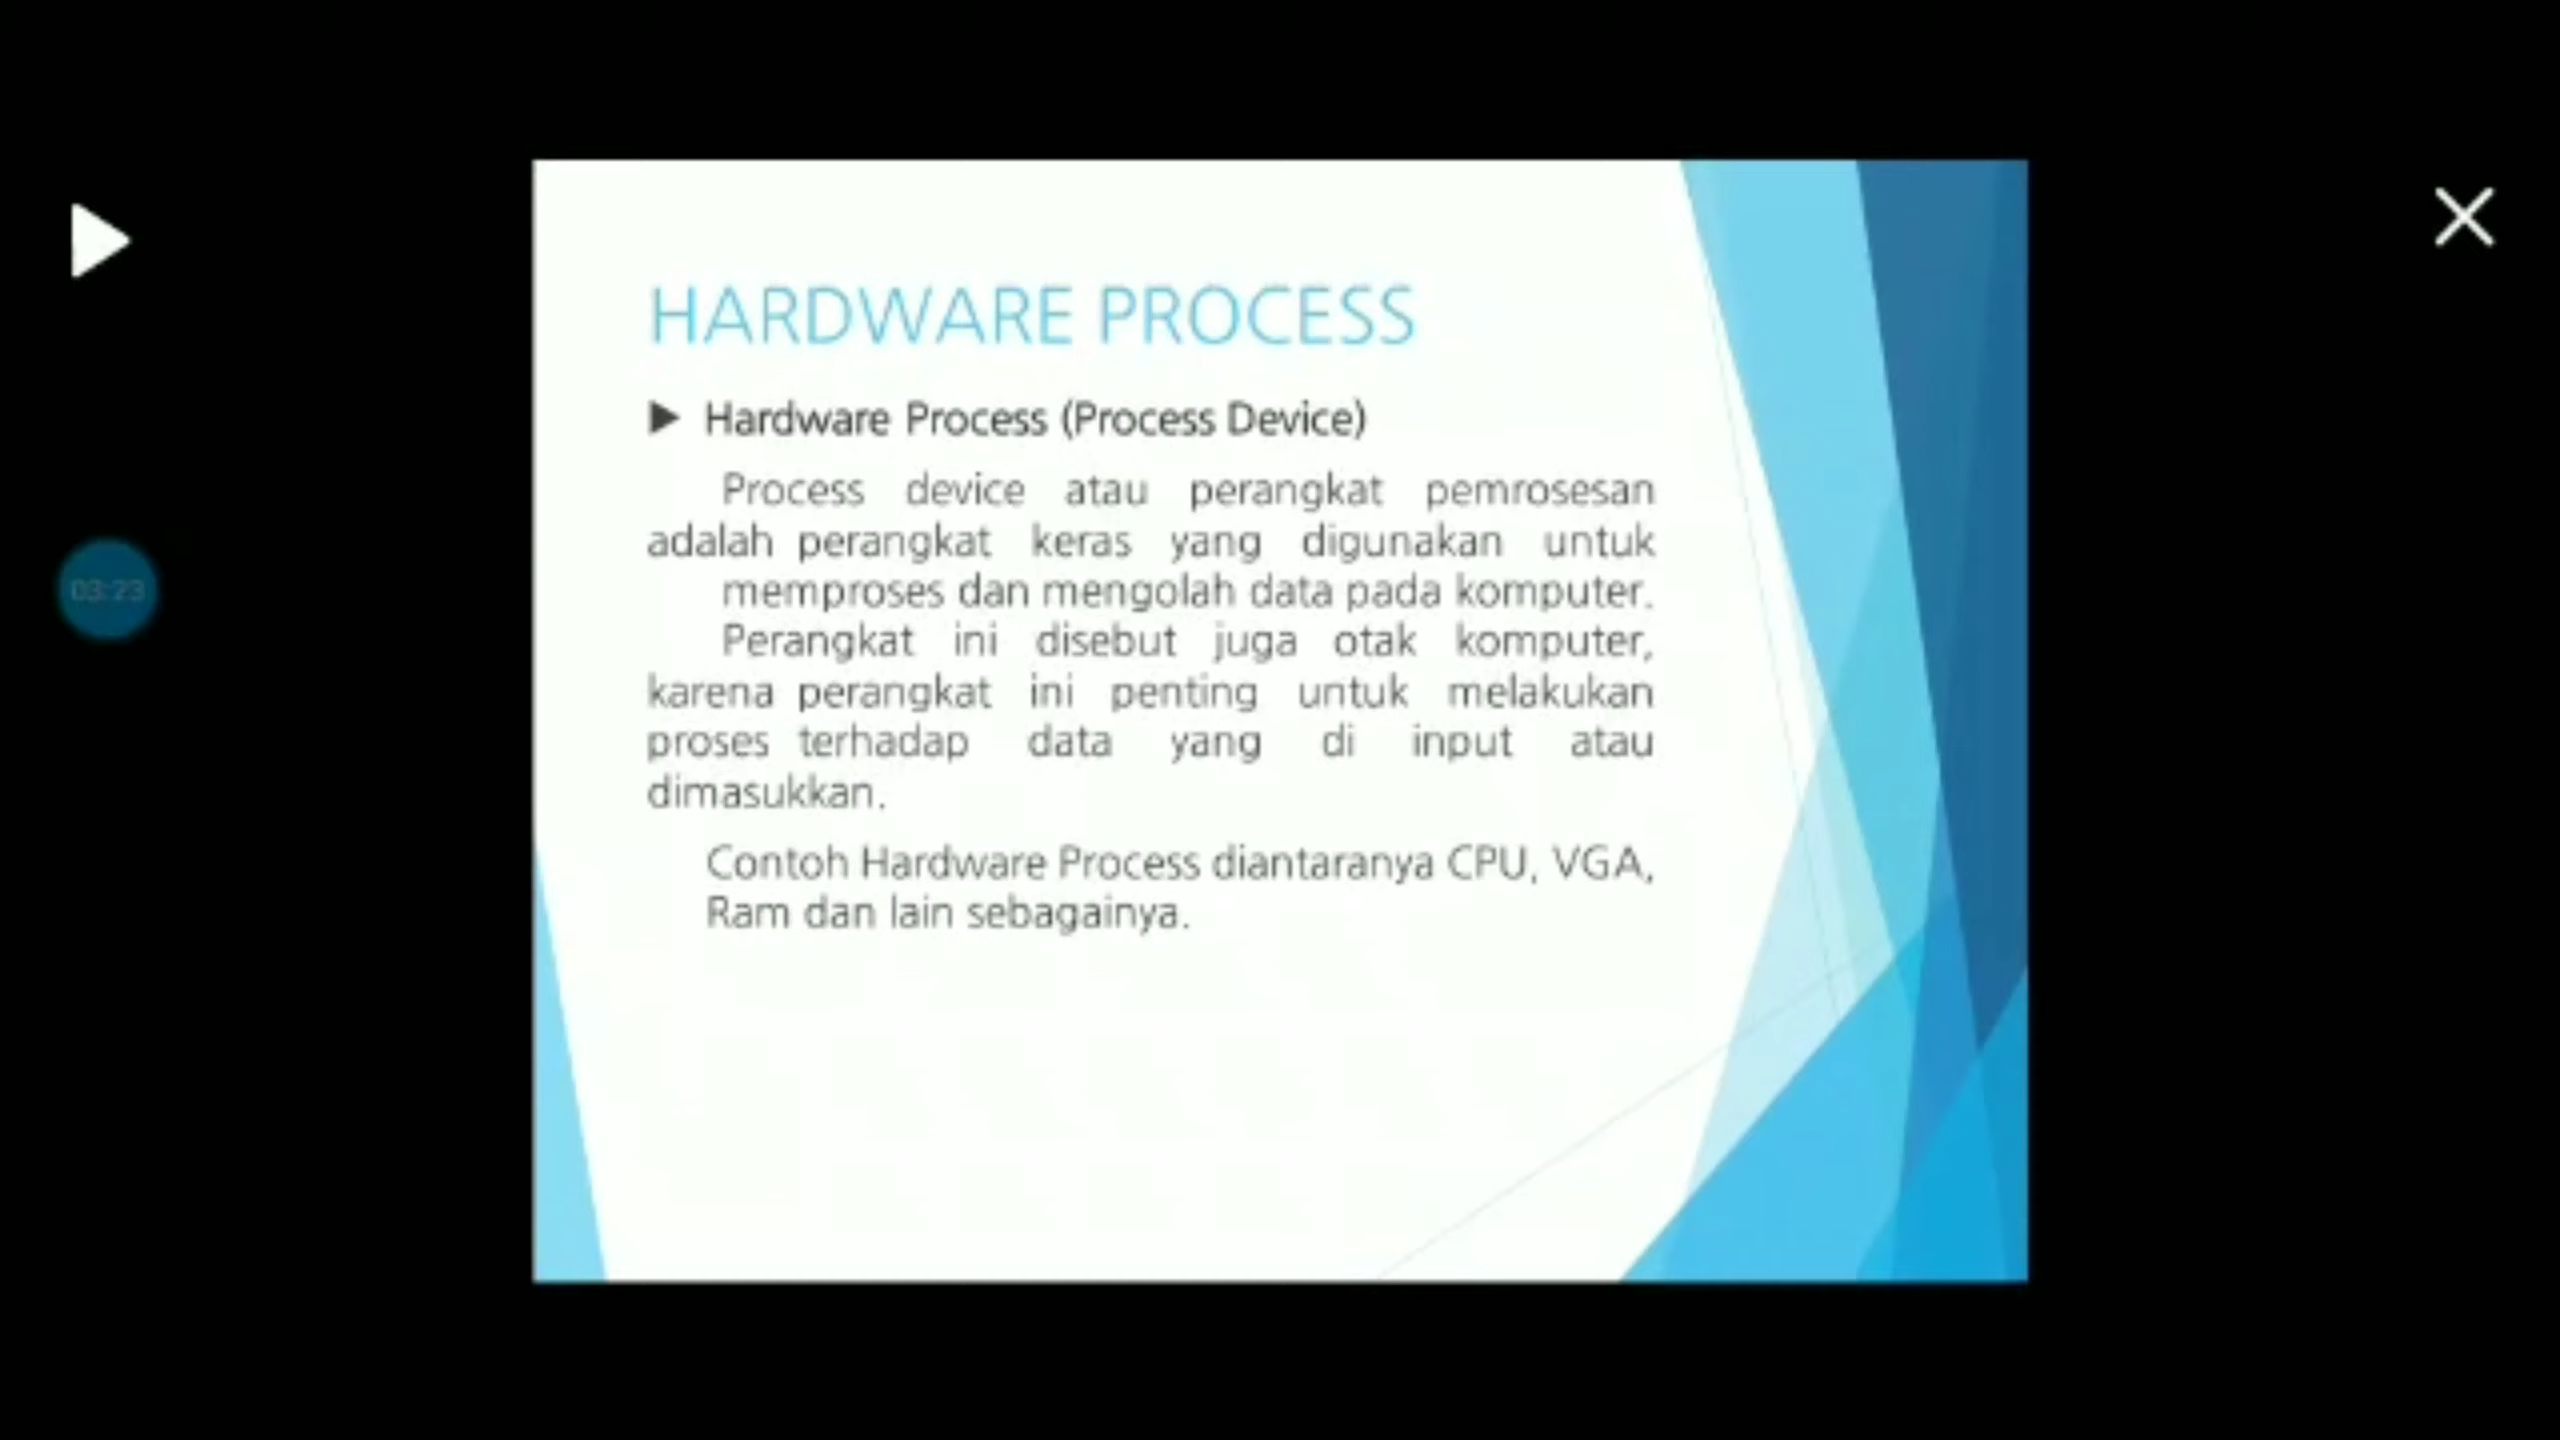 HARDWARE PROCESS
Hardware Process (Process Device)
Process device atau perangkat pemrosesan
adalah perangkat keras yang digunakan untuk
memproses dan mengolah data pada komputer.
Perangkat ini disebut juga otak komputer,
karena perangkat ini penting untuk melakukan
proses terhadap data yang di input atau
dimasukkan.
Contoh Hardware Process diantaranya CPU, VGA,
Ram dan lain sebagainya.
03:23